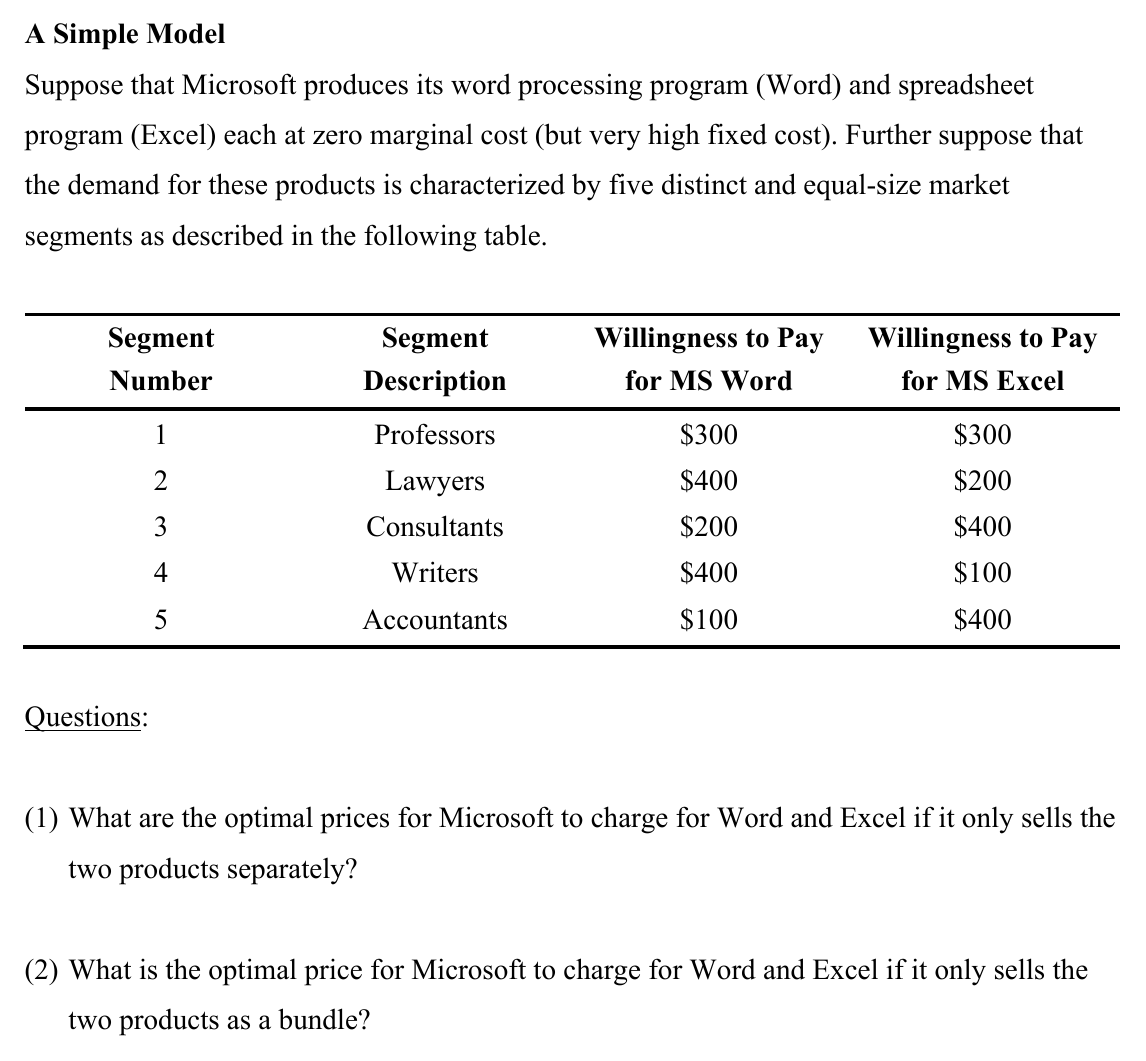 A Simple Model
Suppose that Microsoft produces its word processing program (Word) and spreadsheet
program (Excel) each at zero marginal cost (but very high fixed cost). Further suppose that
the demand for these products is characterized by five distinct and equal-size market
segments as described in the following table.
Segment Segment Willingness to Pay Willingness to Pay
Number Description for MS Word for MS Excel
1 Professors $300 $300
2 Lawyers $400 $200
3 Consultants $200 $400
4 Writers $400 $100
5 Accountants $100 $400
Questions:
(1) What are the optimal prices for Microsoft to charge for Word and Excel if it only sells the
two products separately?
(2) What is the optimal price for Microsoft to charge for Word and Excel if it only sells the
two products as a bundle?